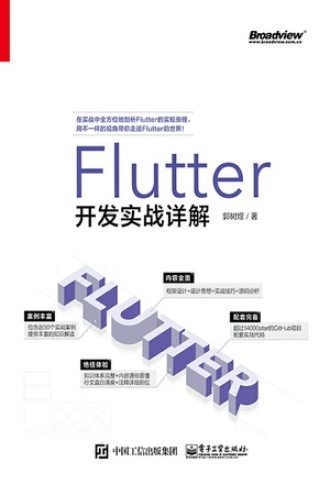 Broadview®
www.broadview.com.cn
在实战中全方位地剖析Flutter的实现原理，
用不一样的视角带你走进Flutter的世界！
Flutter
开发实战详解
郭树煜 / 著
内容全面
框架设计+设计思想+实战技巧+源码分析
案例丰富
包含近50个实战案例
提供丰富的知识解读
配套完备
超过14000star的GitHub项目
配套实战代码
绝佳体验
知识体系完整+内容通俗易懂
行文直白清爽+注释详细到位
FLUTTER
中国工信出版集团
电子工业出版社